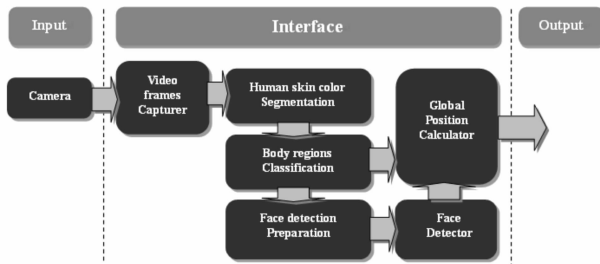 Input
Interface
Output
Camera
Video
frames
Capturer
Human skin color
Segmentation
Body regions
Classification
Face detection
Preparation
Global
Position
Calculator
Face
Detector